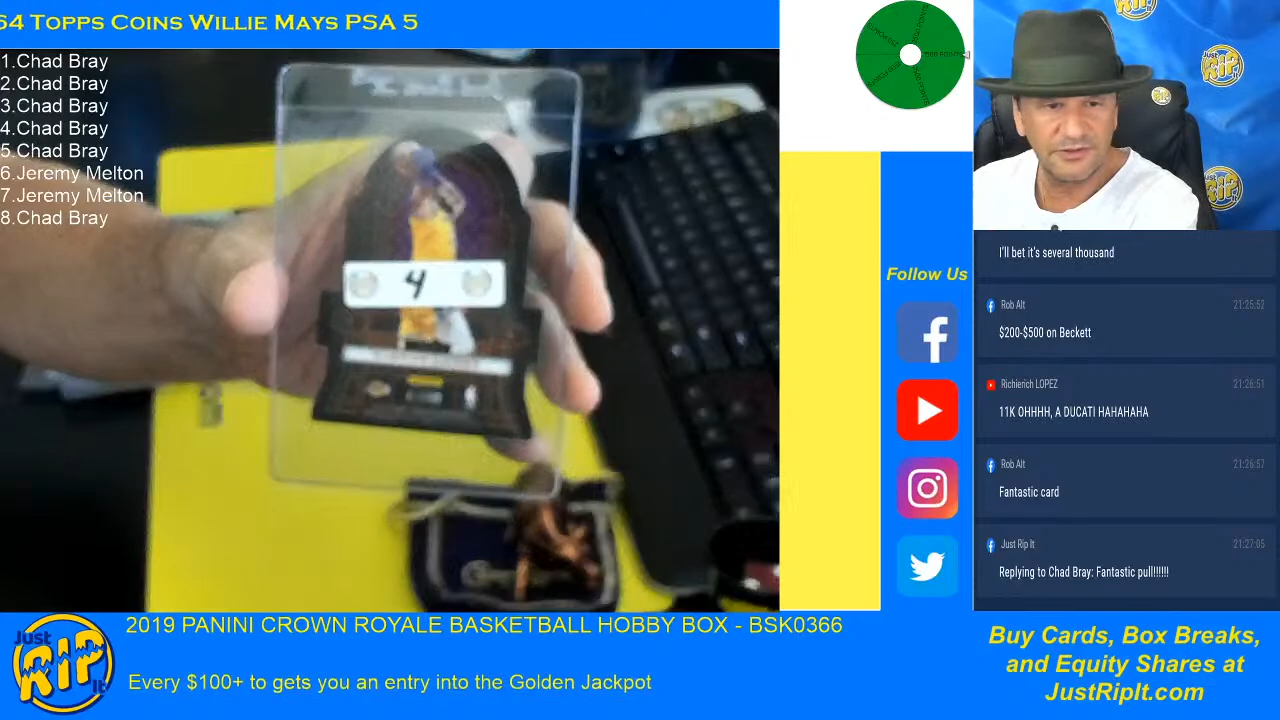 64 Topps Coins Willie Mays PSA 5
1.Chad Bray
2.Chad Bray
3.Chad Bray
4.Chad Bray
5.Chad Bray
6.Jeremy Melton
7.Jeremy Melton
8.Chad Bray
4
Follow Us
I'll bet it's several thousand
Rob Alt 21:26:52
$200-$500 on Beckett
Richierich LOPEZ 21:26:51
11K OHHHH, A DUCATI HAHAHAHA
Rob Alt 21:26:57
Fantastic card
Just Rip It 21:27:05
Replying to Chad Bray: Fantastic pull!!!!!!
Just RIP It
2019 PANINI CROWN ROYALE BASKETBALL HOBBY BOX - BSK0366
Every $100+ to gets you an entry into the Golden Jackpot
Buy Cards, Box Breaks,
and Equity Shares at
JustRipIt.com